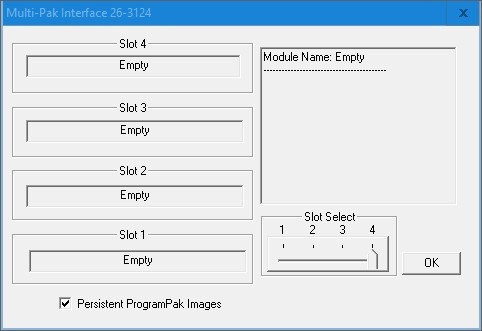 Multi-Pak Interface 26-3124
x
Slot 4
Empty
Slot 3
Empty
Slot 2
Empty
Slot 1
Empty
Persistent ProgramPak Images
Module Name: Empty
----------------------------------------
Slot Select
1 2 3 4
OK